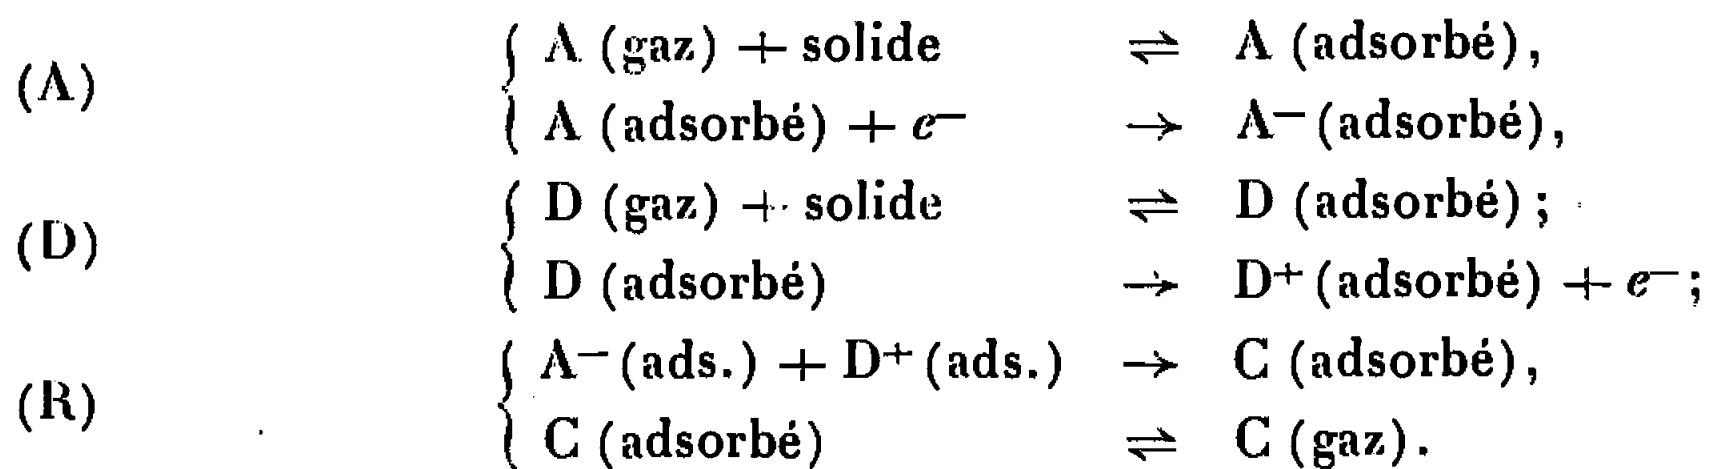 (A) { A (gaz) + solide ⇌ A (adsorbé),
A (adsorbé) + e⁻ → A⁻(adsorbé),
(D) { D (gaz) + solide ⇌ D (adsorbé);
D (adsorbé) → D⁺(adsorbé) + e⁻;
(R) { A⁻(ads.) + D⁺(ads.) → C (adsorbé),
C (adsorbé) ⇌ C (gaz).